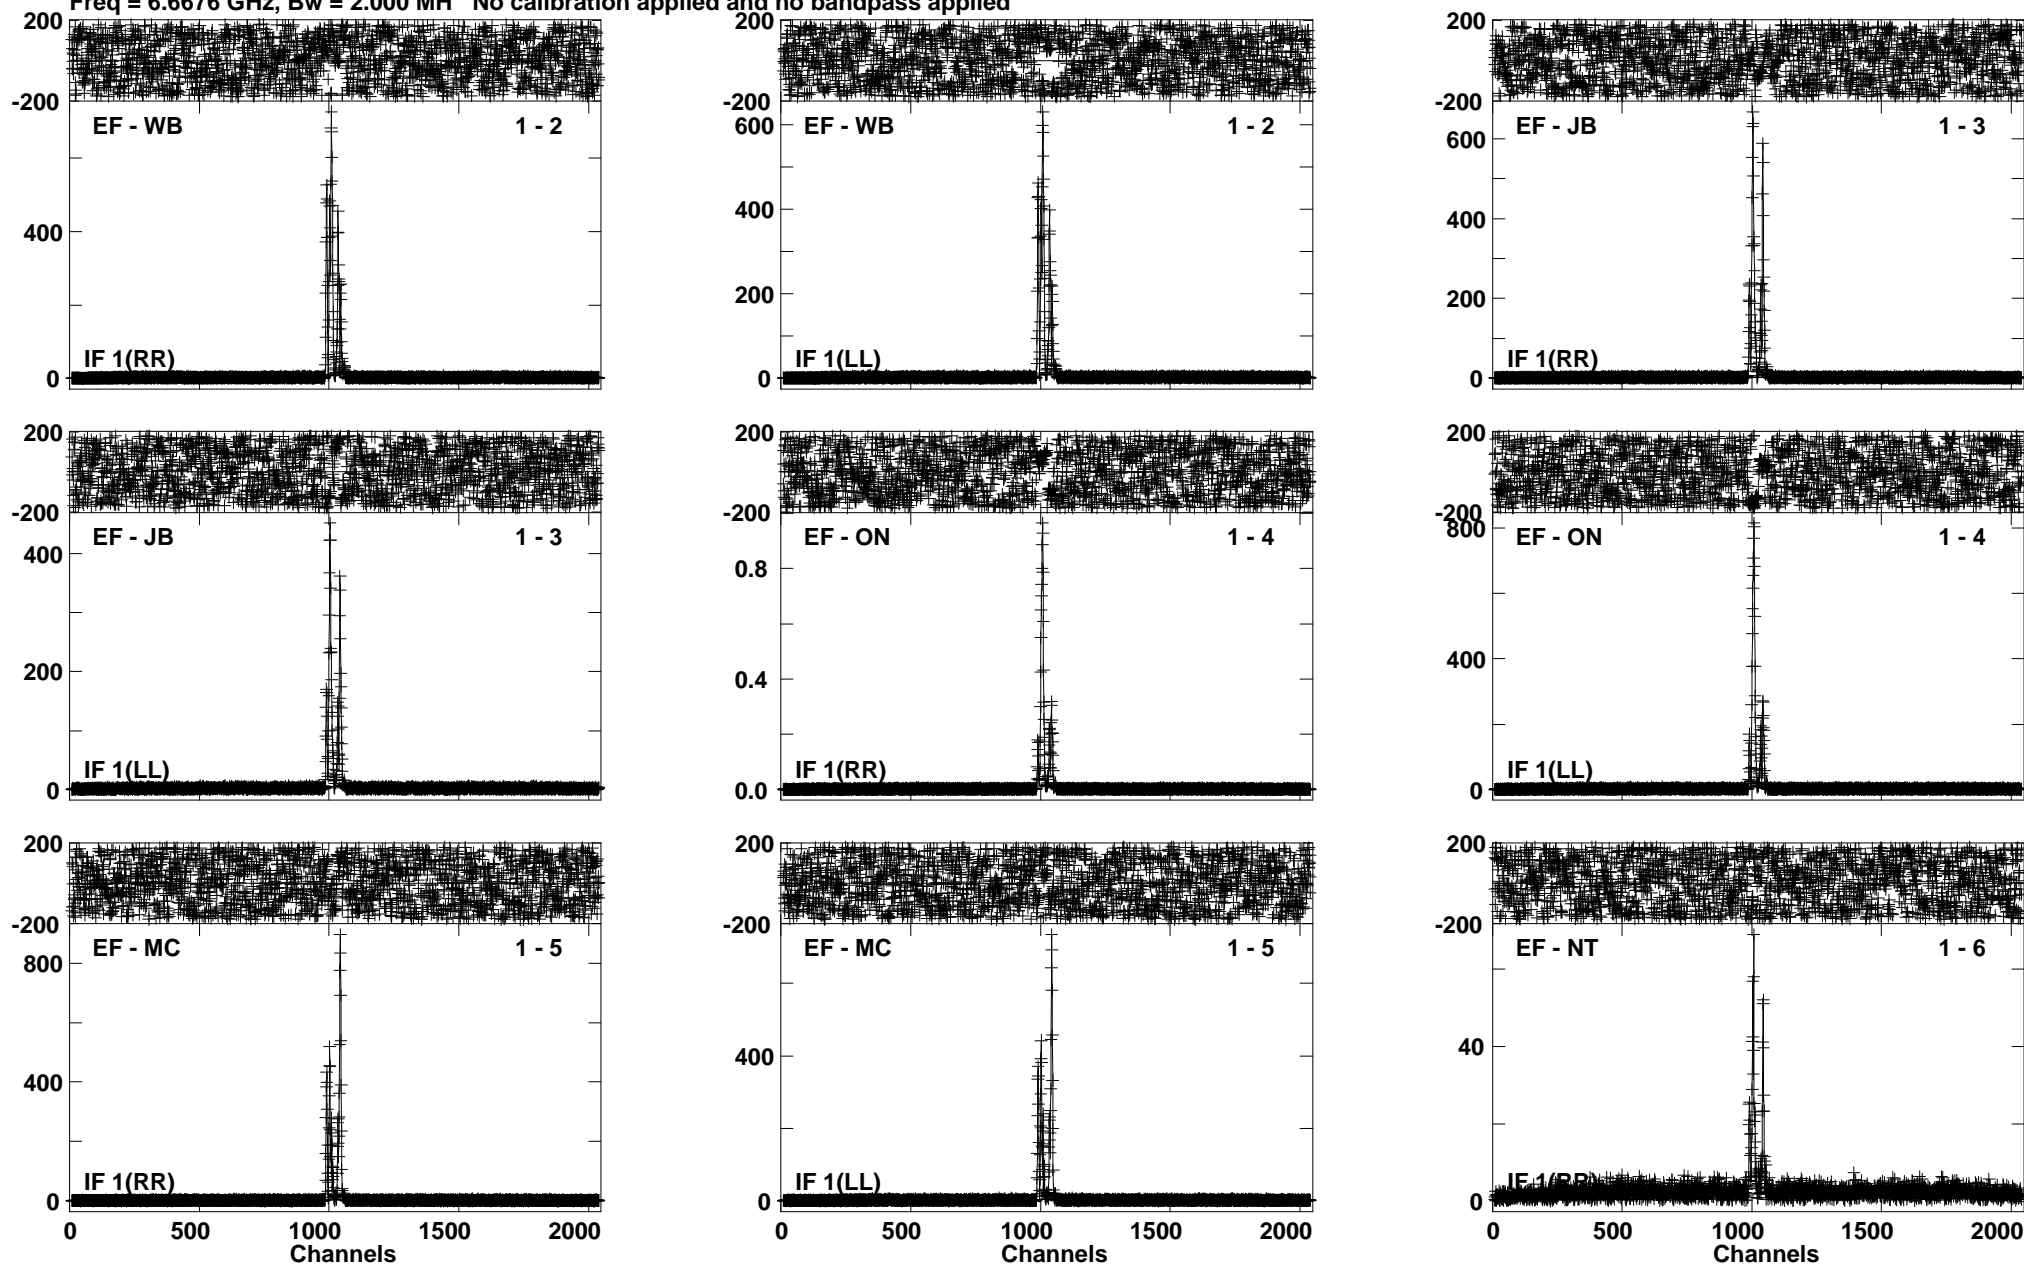 Freq = 6.6676 GHz, Bw = 2.000 MH No calibration applied and no bandpass applied
200
-200
EF - WB 1 - 2
400
0
IF 1(RR)
200
-200
EF - WB 1 - 2
600
400
200
0
IF 1(LL)
200
-200
EF - JB 1 - 3
600
400
200
0
IF 1(RR)
200
-200
EF - JB 1 - 3
400
200
0
IF 1(LL)
200
-200
EF - ON 1 - 4
0.8
0.4
0.0
IF 1(RR)
200
-200
EF - ON 1 - 4
800
400
0
IF 1(LL)
200
-200
EF - MC 1 - 5
800
400
0
IF 1(RR)
0 500 1000 1500 2000
Channels
200
-200
EF - MC 1 - 5
400
0
IF 1(LL)
0 500 1000 1500 2000
Channels
200
-200
EF - NT 1 - 6
40
0
IF 1(RR)
0 500 1000 1500 2000
Channels